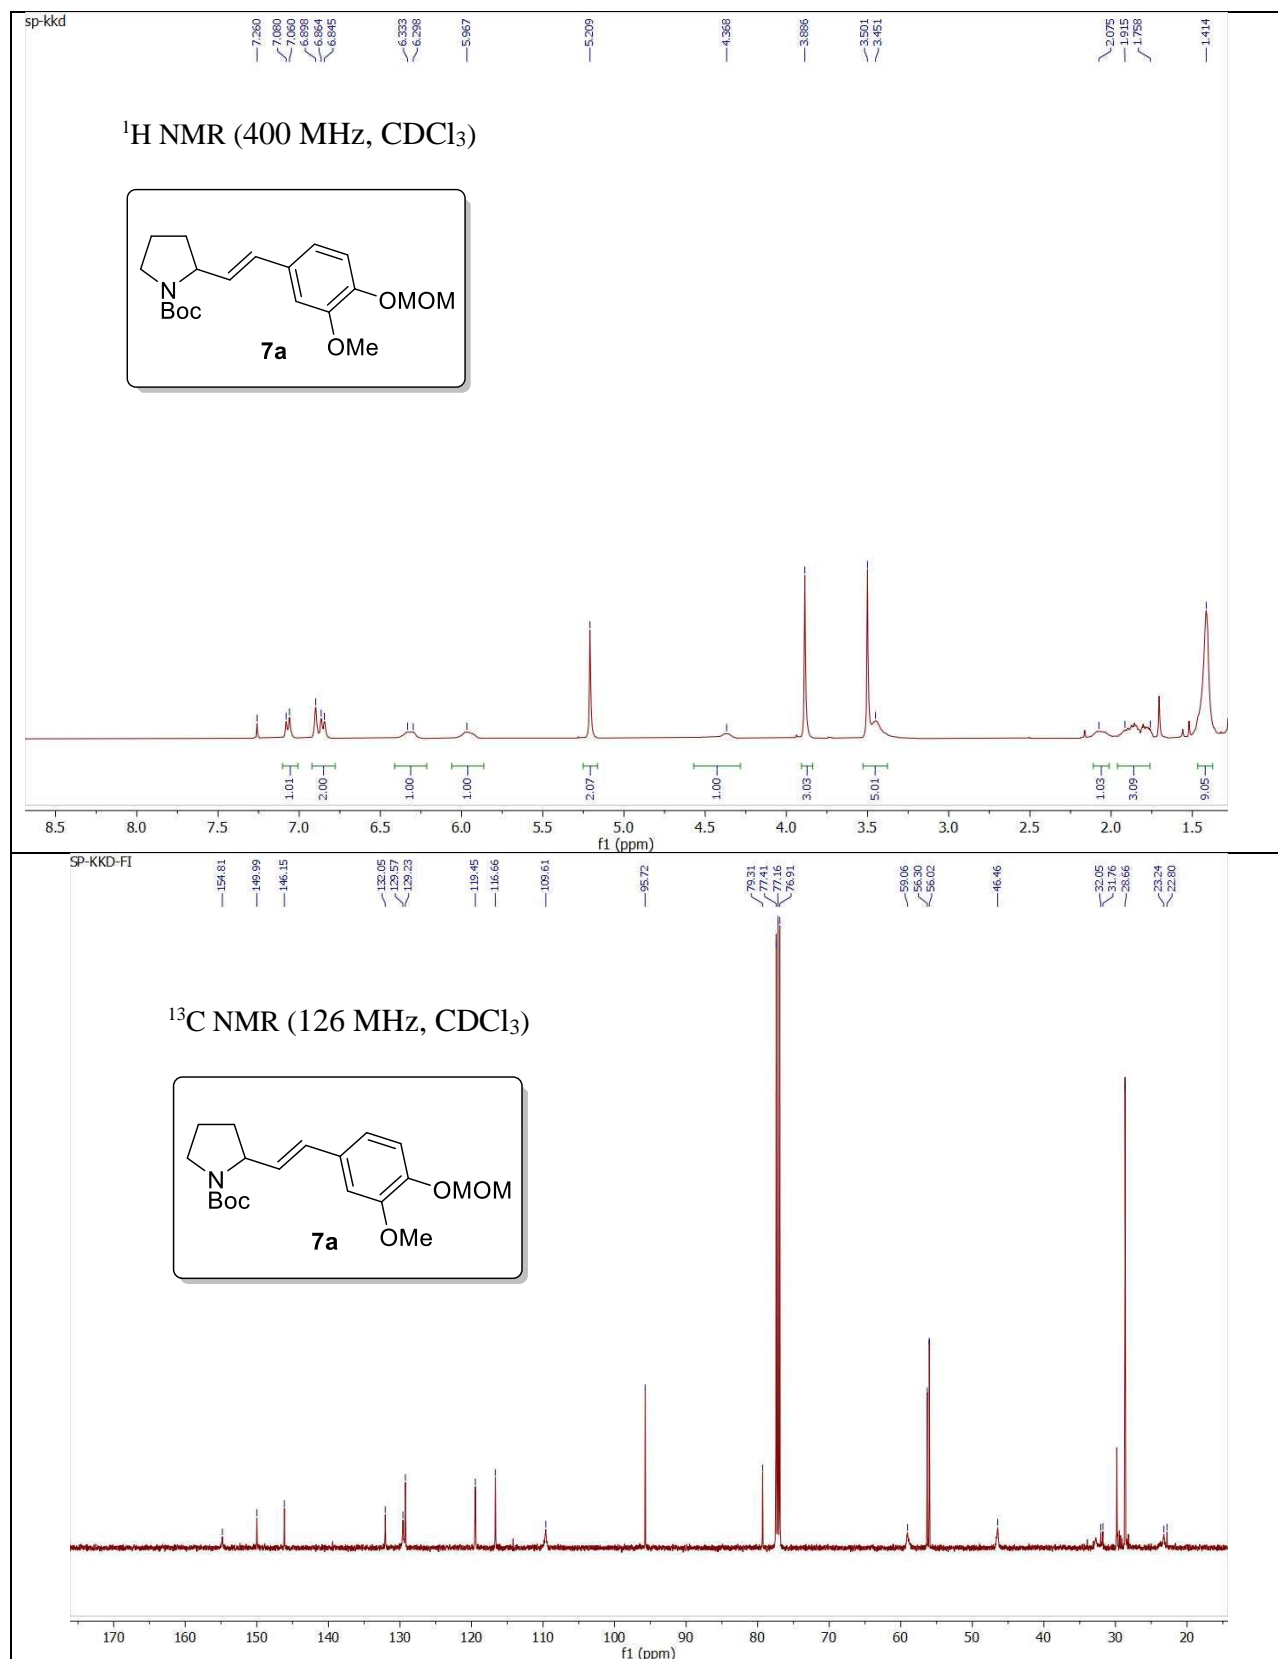 sp-kkd
7.260
7.080
7.060
6.898
6.864
6.845
6.333
6.298
5.967
5.209
4.368
3.886
3.501
3.451
2.075
1.915
1.758
1.414
¹H NMR (400 MHz, CDCl₃)
N
Boc
OMOM
OMe
7a
1.01
2.00
1.00
1.00
2.07
1.00
3.03
5.01
1.03
3.09
9.05
8.5 8.0 7.5 7.0 6.5 6.0 5.5 5.0 4.5 4.0 3.5 3.0 2.5 2.0 1.5
f1 (ppm)
SP-KKD-FI
154.81
149.99
146.15
132.05
129.57
129.23
119.45
116.66
109.61
95.72
79.31
77.41
77.16
76.91
59.06
56.30
56.02
46.46
32.05
31.76
28.66
23.24
22.80
¹³C NMR (126 MHz, CDCl₃)
N
Boc
OMOM
OMe
7a
170 160 150 140 130 120 110 100 90 80 70 60 50 40 30 20
f1 (ppm)